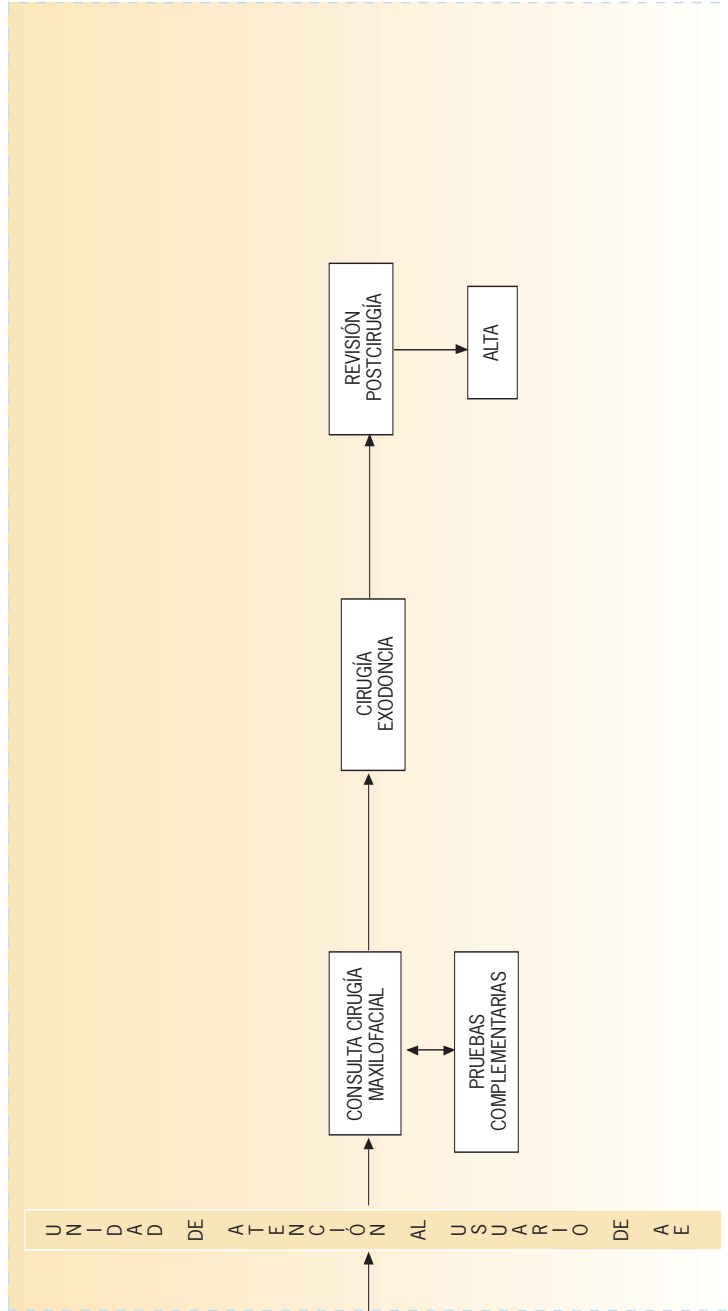 UNIDAD DE ATENCIÓN AL USUARIO DE AE
CONSULTA CIRUGÍA
MAXILOFACIAL
PRUEBAS
COMPLEMENTARIAS
CIRUGÍA
EXODONCIA
REVISIÓN
POSTCIRUGÍA
ALTA